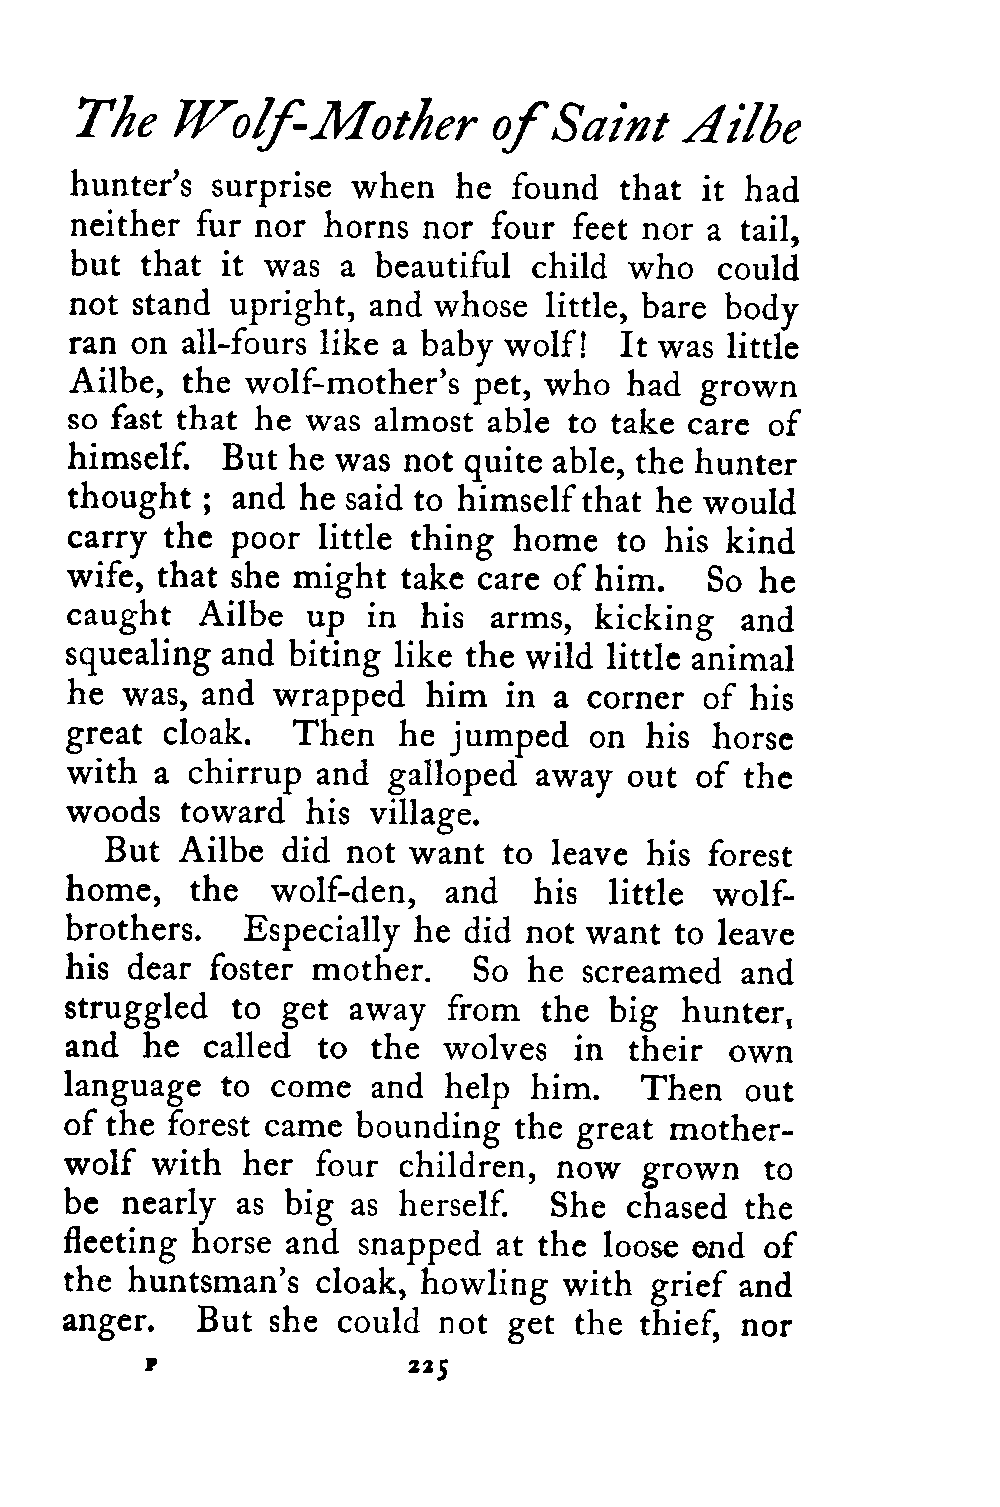 The Wolf-Mother of Saint Ailbe
hunter's surprise when he found that it had
neither fur nor horns nor four feet nor a tail,
but that it was a beautiful child who could
not stand upright, and whose little, bare body
ran on all-fours like a baby wolf! It was little
Ailbe, the wolf-mother's pet, who had grown
so fast that he was almost able to take care of
himself. But he was not quite able, the hunter
thought ; and he said to himself that he would
carry the poor little thing home to his kind
wife, that she might take care of him. So he
caught Ailbe up in his arms, kicking and
squealing and biting like the wild little animal
he was, and wrapped him in a corner of his
great cloak. Then he jumped on his horse
with a chirrup and galloped away out of the
woods toward his village.
But Ailbe did not want to leave his forest
home, the wolf-den, and his little wolf-
brothers. Especially he did not want to leave
his dear foster mother. So he screamed and
struggled to get away from the big hunter,
and he called to the wolves in their own
language to come and help him. Then out
of the forest came bounding the great mother-
wolf with her four children, now grown to
be nearly as big as herself. She chased the
fleeting horse and snapped at the loose end of
the huntsman's cloak, howling with grief and
anger. But she could not get the thief, nor
P 225